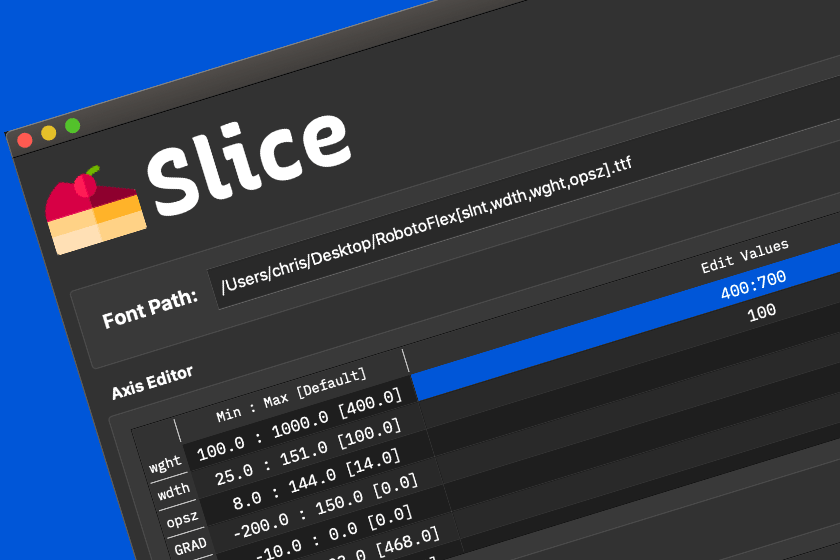 Slice
Font Path: /Users/chris/Desktop/RobotoFlex[slnt,wdth,wght,opsz].ttf
Axis Editor
Min : Max [Default] Edit Values
wght 100.0 : 1000.0 [400.0] 400:700
wdth 25.0 : 151.0 [100.0] 100
opsz 8.0 : 144.0 [14.0]
GRAD -200.0 : 150.0 [0.0]
-10.0 : 0.0 [0.0]
[468.0]